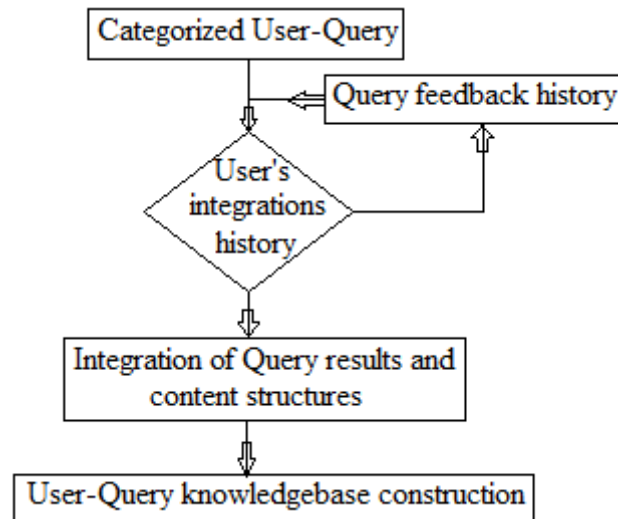 Categorized User-Query
Query feedback history
User's
integrations
history
Integration of Query results and
content structures
User-Query knowledgebase construction